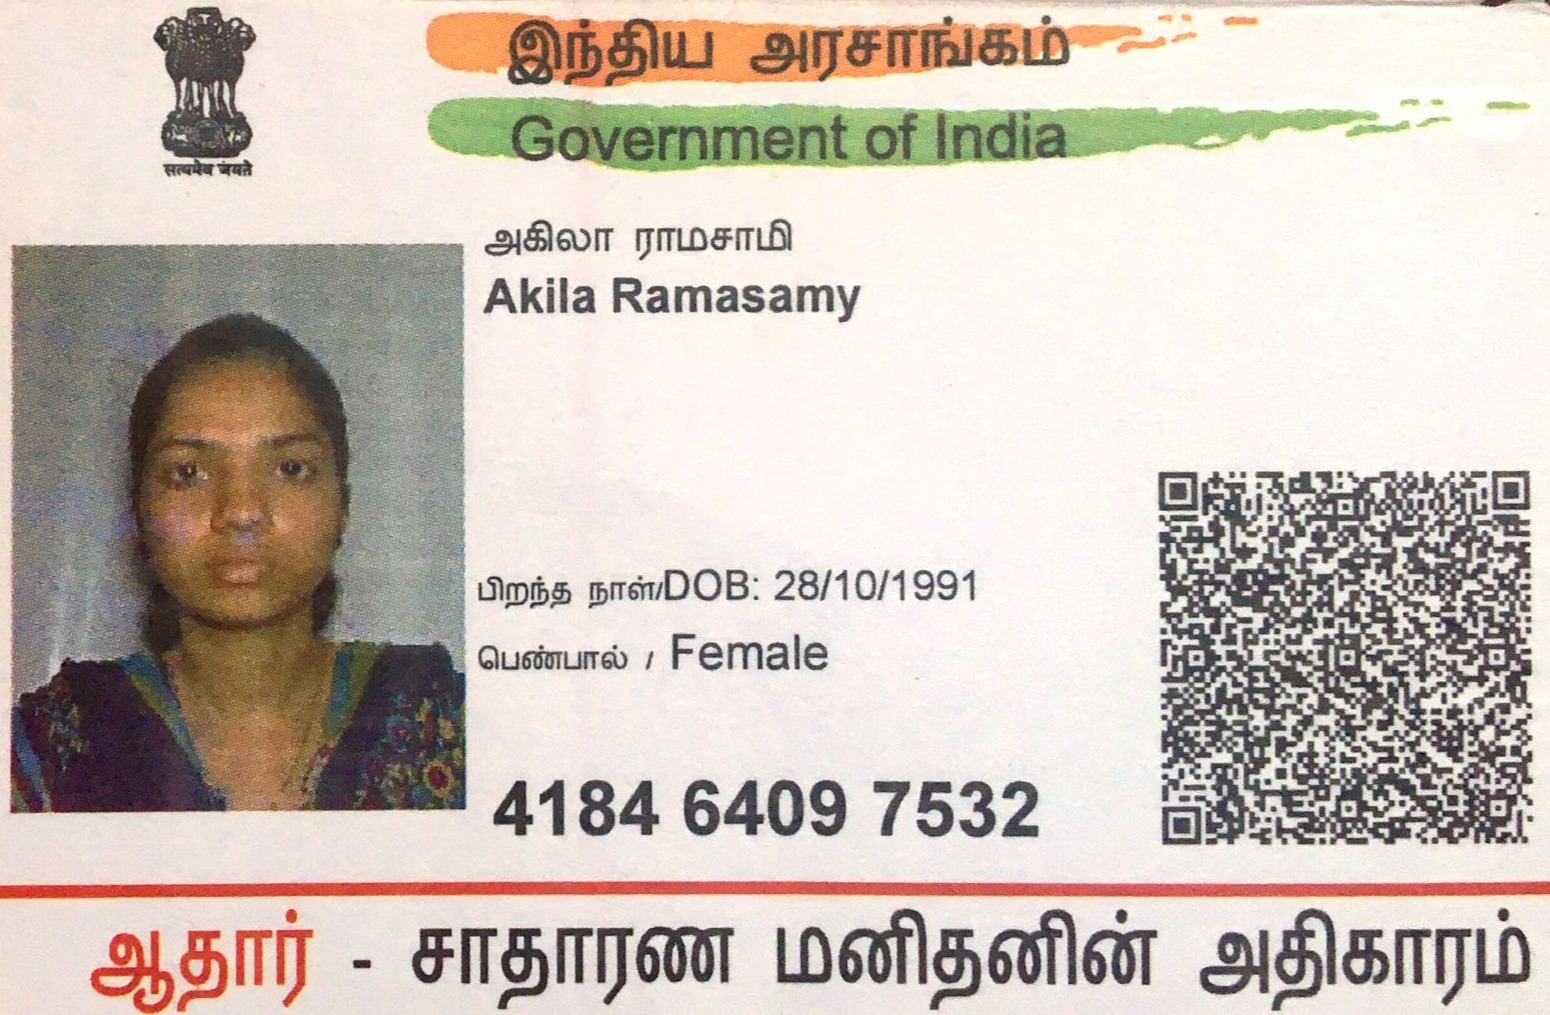 இந்திய அரசாங்கம்
Government of India
सत्यमेव जयते
அகிலா ராமசாமி
Akila Ramasamy
பிறந்த நாள்/DOB: 28/10/1991
பெண்பால் / Female
4184 6409 7532
ஆதார் - சாதாரண மனிதனின் அதிகாரம்